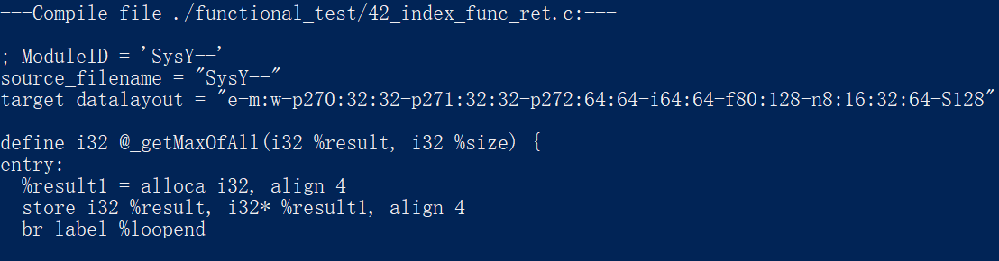 ---Compile file ./functional_test/42_index_func_ret.c:---
; ModuleID = 'SysY--'
source_filename = "SysY--"
target datalayout = "e-m:w-p270:32:32-p271:32:32-p272:64:64-i64:64-f80:128-n8:16:32:64-S128"
define i32 @_getMaxOfAll(i32 %result, i32 %size) {
entry:
  %result1 = alloca i32, align 4
  store i32 %result, i32* %result1, align 4
  br label %loopend